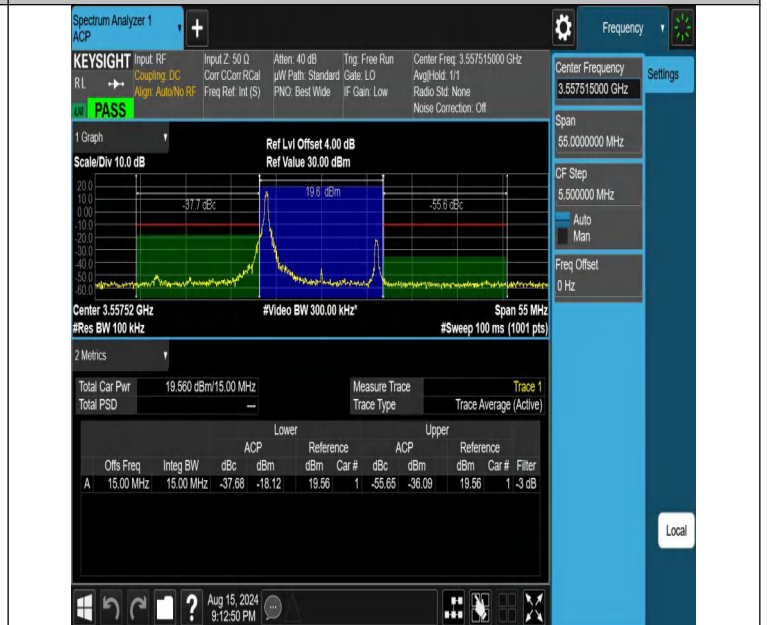 Spectrum Analyzer 1
ACP
+
Frequency
KEYSIGHT Input: RF Input Z: 50 Ω Atten: 40 dB Trig: Free Run Center Freq: 3.557515000 GHz
RL Coupling: DC Corr CCorr RCal µW Path: Standard Gate: LO Avg|Hold: 1/1
Align: Auto/No RF Freq Ref: Int (S) PNO: Best Wide IF Gain: Low Radio Std: None
PASS Noise Correction: Off
Center Frequency
3.557515000 GHz
Settings
Span
55.0000000 MHz
CF Step
5.500000 MHz
Auto
Man
Freq Offset
0 Hz
Local
1 Graph
Ref Lvl Offset 4.00 dB
Scale/Div 10.0 dB Ref Value 30.00 dBm
20.0
10.0
0.00
-10.0
-20.0
-30.0
-40.0
-50.0
-60.0
-37.7 dBc 19.6 dBm -55.6 dBc
Center 3.55752 GHz #Video BW 300.00 kHz* Span 55 MHz
#Res BW 100 kHz #Sweep 100 ms (1001 pts)
2 Metrics
Total Car Pwr 19.560 dBm/15.00 MHz Measure Trace Trace 1
Total PSD --- Trace Type Trace Average (Active)
Lower Upper
ACP Reference ACP Reference
Offs Freq Integ BW dBc dBm dBm Car # dBc dBm dBm Car # Filter
A 15.00 MHz 15.00 MHz -37.68 -18.12 19.56 1 -55.65 -36.09 19.56 1 -3 dB
? Aug 15, 2024
9:12:50 PM